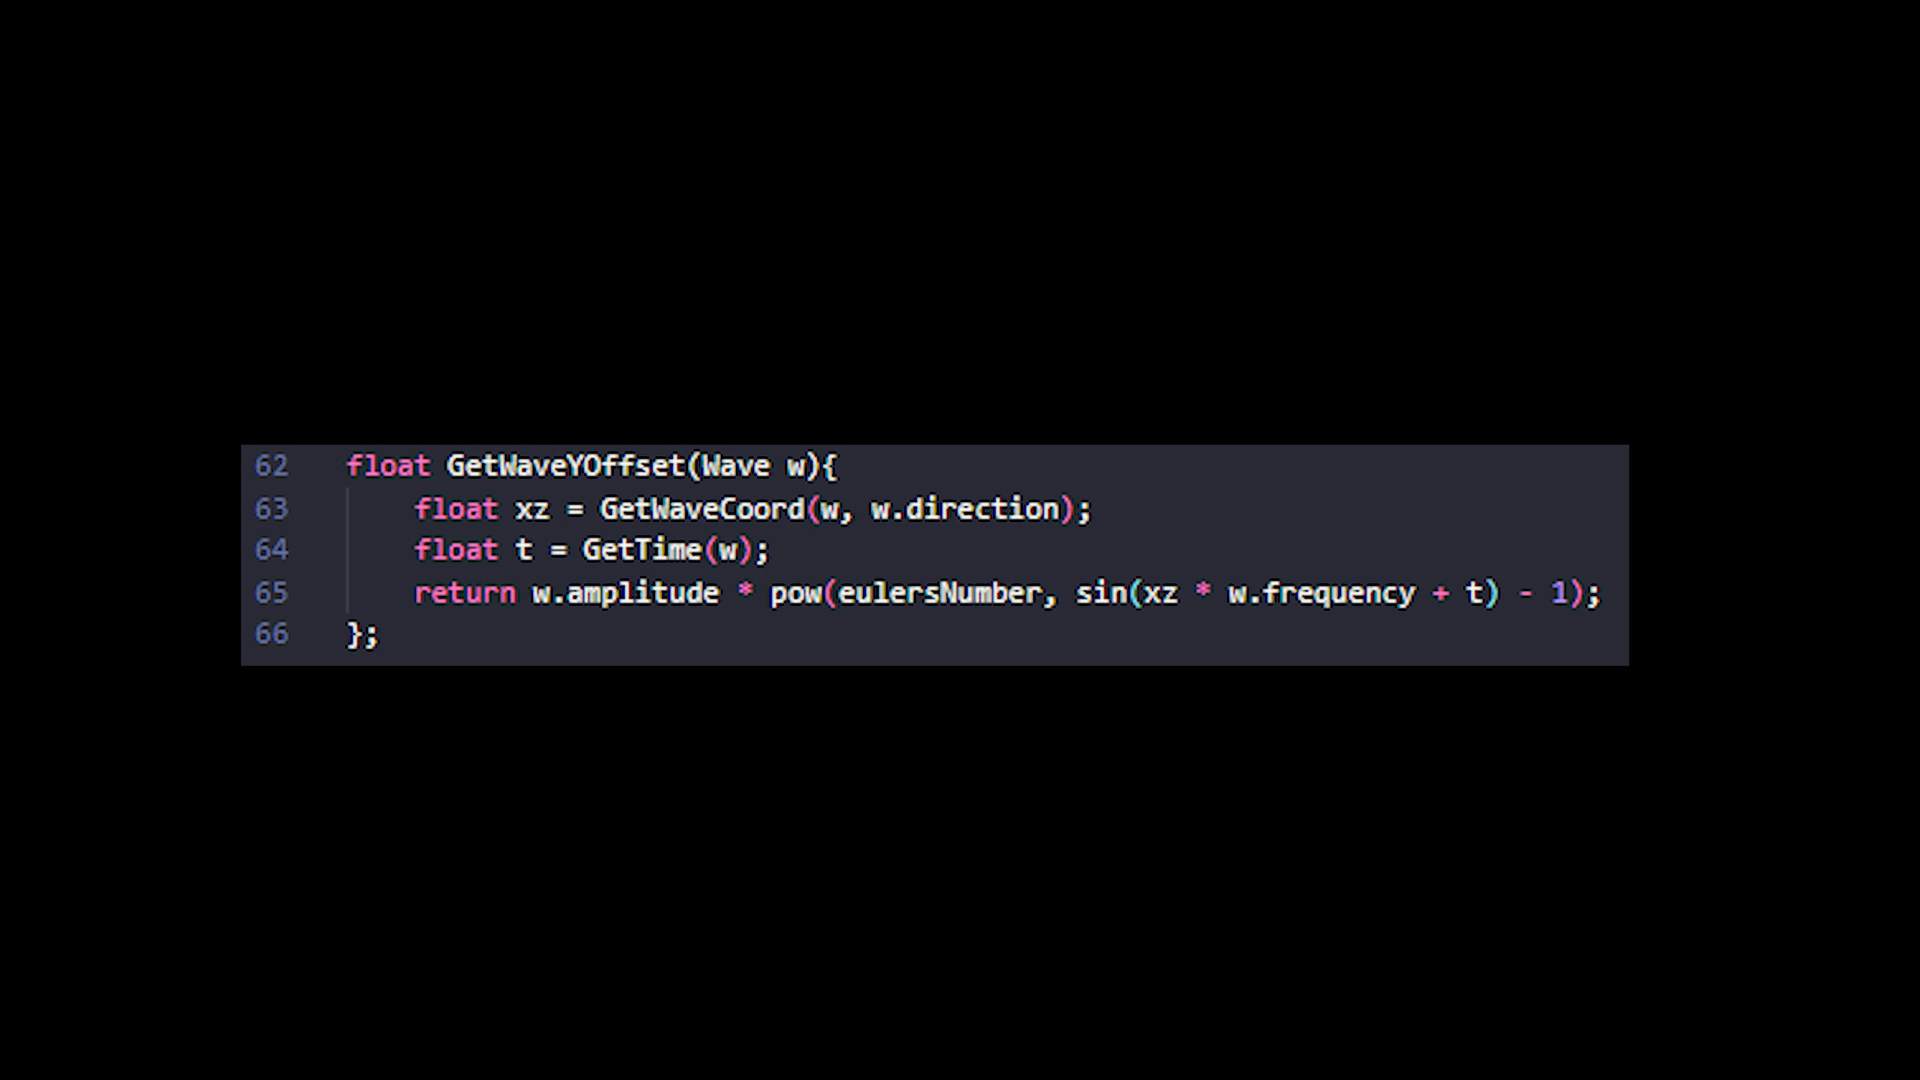 62 float GetWaveYOffset(Wave w){
63 float xz = GetWaveCoord(w, w.direction);
64 float t = GetTime(w);
65 return w.amplitude * pow(eulersNumber, sin(xz * w.frequency + t) - 1);
66 };